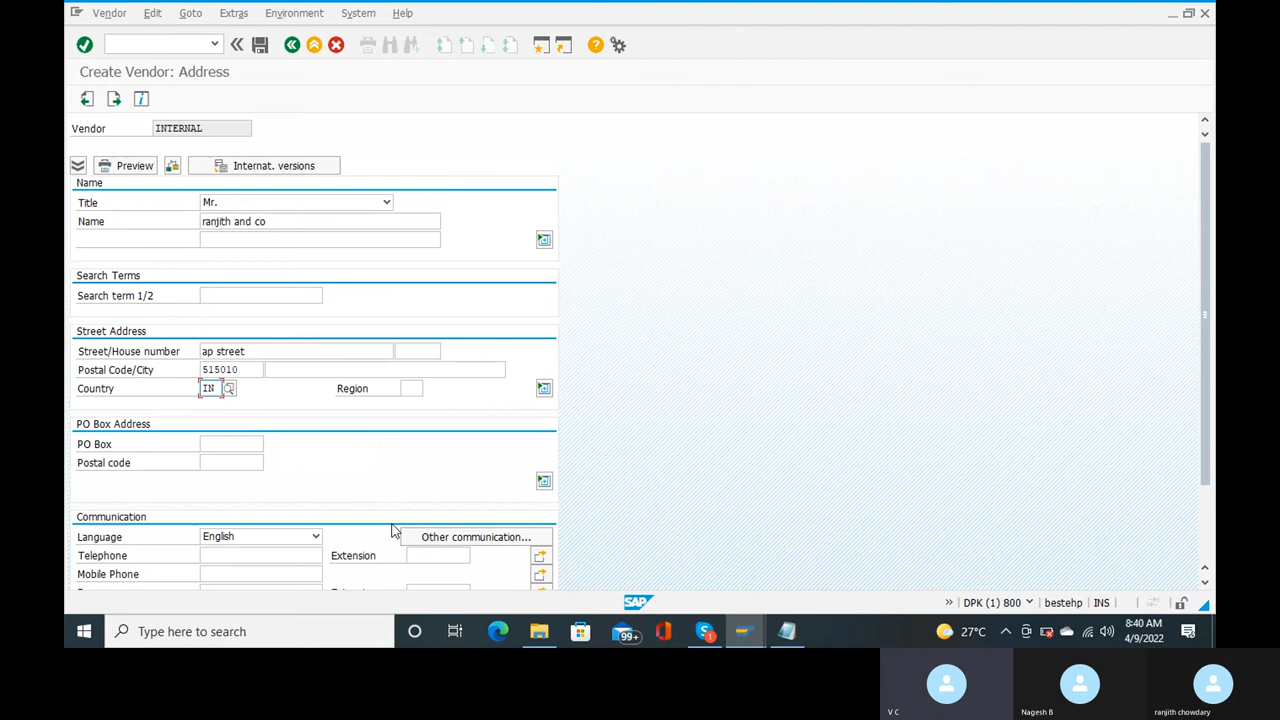 Vendor Edit Goto Extras Environment System Help
Create Vendor: Address
Vendor INTERNAL
Preview Internat. versions
Name
Title Mr.
Name ranjith and co
Search Terms
Search term 1/2
Street Address
Street/House number ap street
Postal Code/City 515010
Country IN Region
PO Box Address
PO Box
Postal code
Communication
Language English Other communication...
Telephone Extension
Mobile Phone
SAP DPK (1) 800 bestehp INS
Type here to search 99+ 1 27°C 8:40 AM
4/9/2022
V C Nagesh B ranjith chowdary